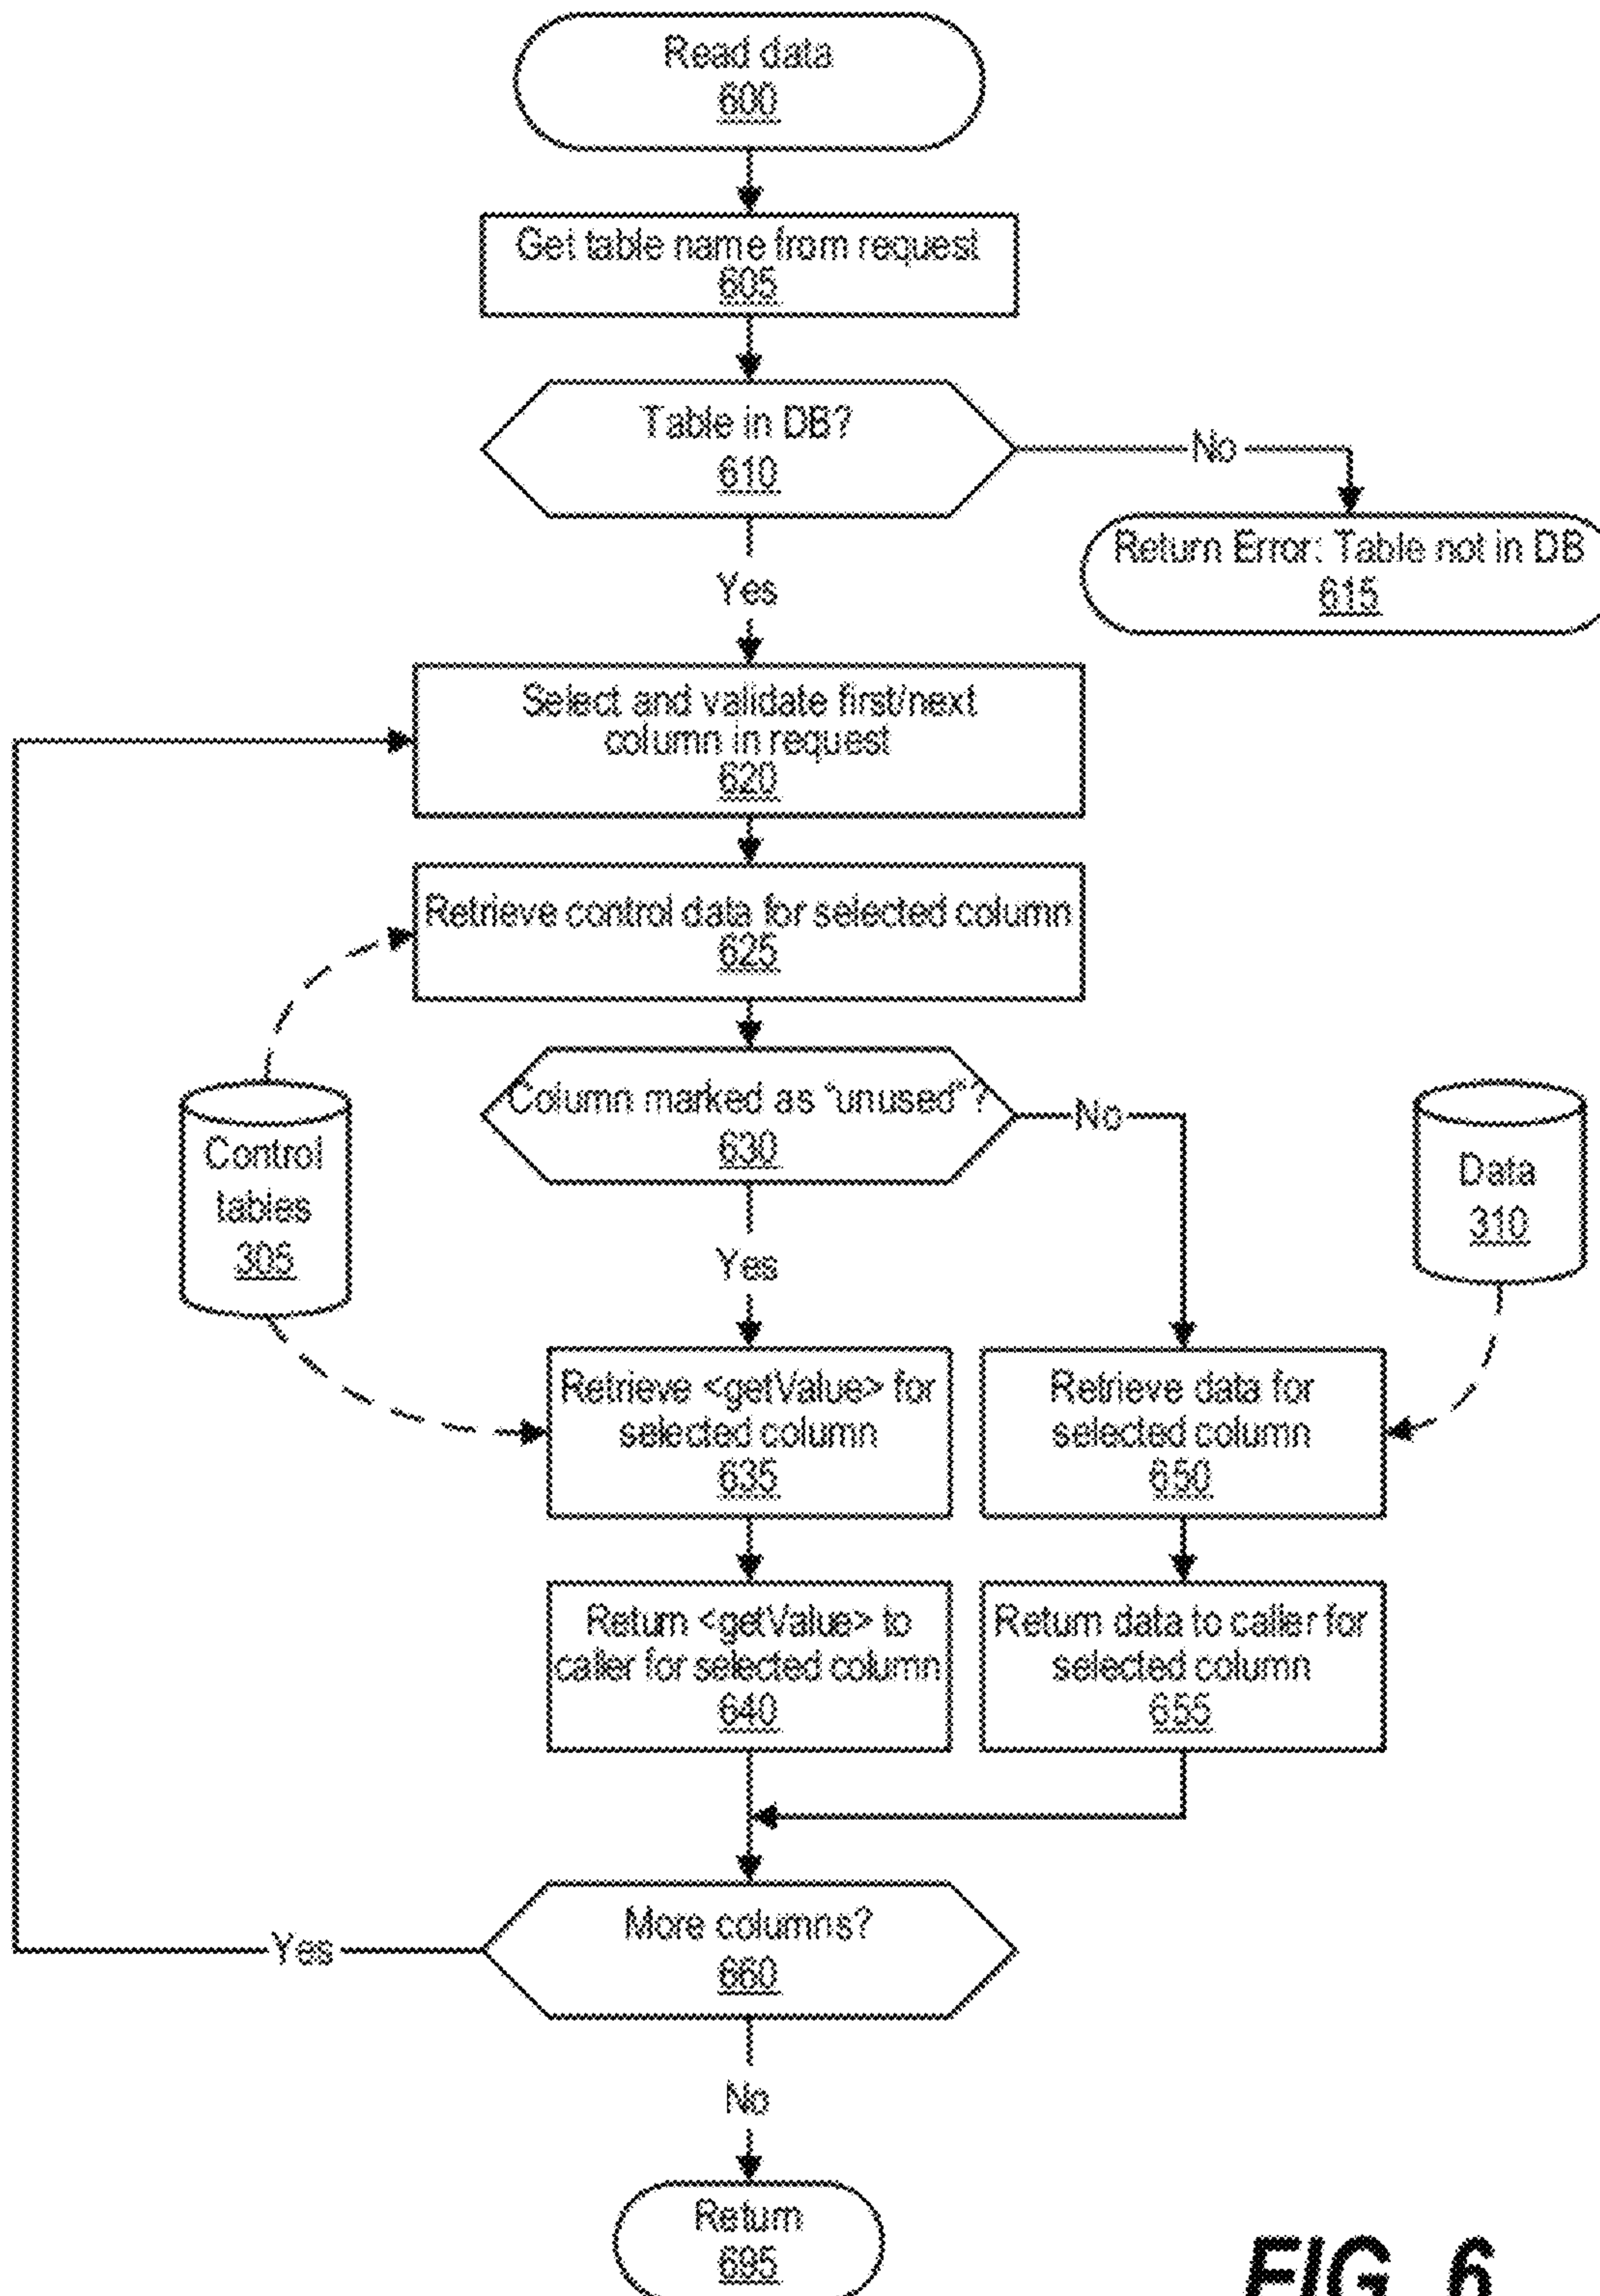 Read data
600
Get table name from request
605
Table in DB?
610
No
Return Error: Table not in DB
615
Yes
Select and validate first/next
column in request
620
Retrieve control data for selected column
625
Column marked as "unused"?
630
No
Control
tables
305
Data
310
Yes
Retrieve <getValue> for
selected column
635
Retrieve data for
selected column
650
Return <getValue> to
caller for selected column
640
Return data to caller for
selected column
655
More columns?
660
Yes
No
Return
695
FIG. 6